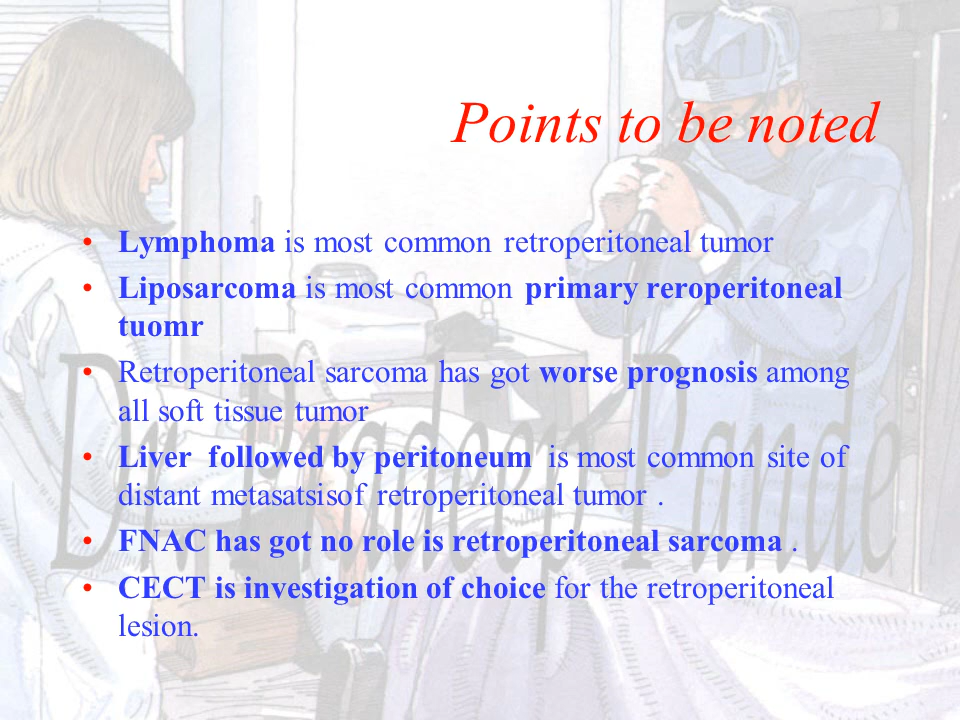 Points to be noted
• Lymphoma is most common retroperitoneal tumor
• Liposarcoma is most common primary reroperitoneal
tuomr
• Retroperitoneal sarcoma has got worse prognosis among
all soft tissue tumor
• Liver followed by peritoneum is most common site of
distant metasatsisof retroperitoneal tumor .
• FNAC has got no role is retroperitoneal sarcoma .
• CECT is investigation of choice for the retroperitoneal
lesion.
Dr. Pradeep Pande